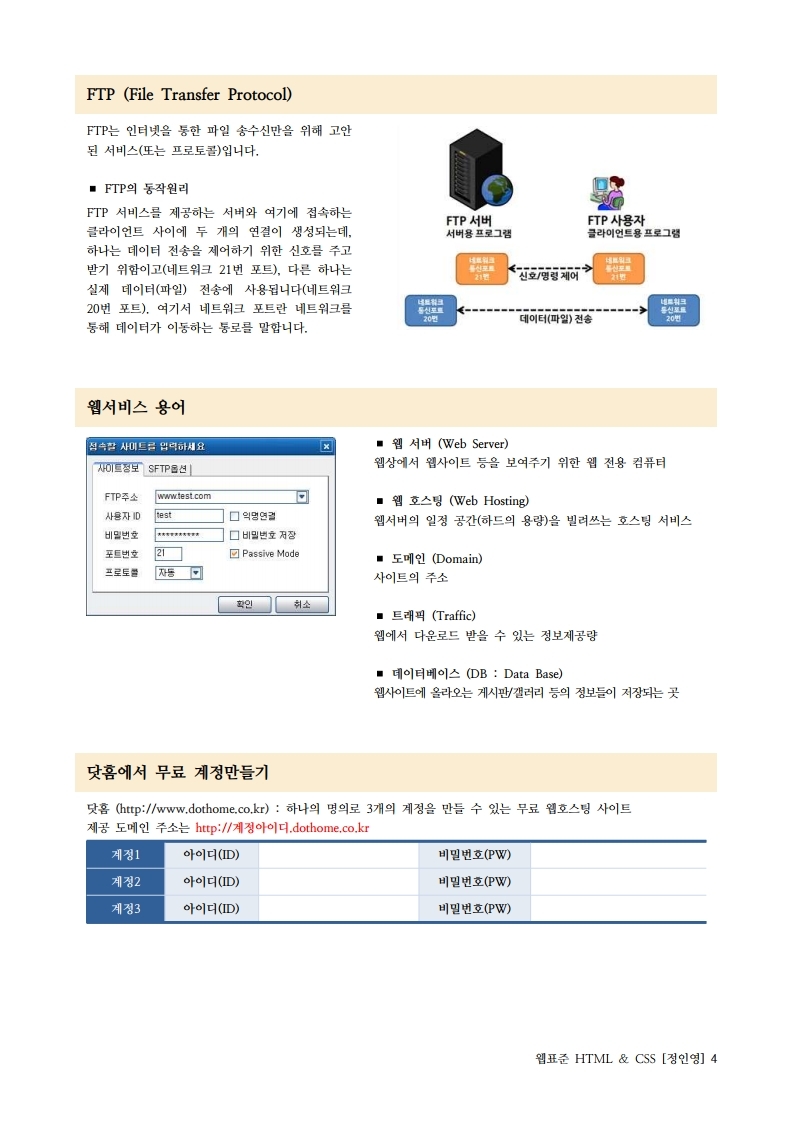 FTP (File Transfer Protocol)
FTP는 인터넷을 통한 파일 송수신만을 위해 고안
된 서비스(또는 프로토콜)입니다.
■ FTP의 동작원리
FTP 서비스를 제공하는 서버와 여기에 접속하는
클라이언트 사이에 두 개의 연결이 생성되는데,
하나는 데이터 전송을 제어하기 위한 신호를 주고
받기 위함이고(네트워크 21번 포트), 다른 하나는
실제 데이터(파일) 전송에 사용됩니다(네트워크
20번 포트). 여기서 네트워크 포트란 네트워크를
통해 데이터가 이동하는 통로를 말합니다.
FTP 서버
서버용 프로그램
FTP 사용자
클라이언트용 프로그램
네트워크
통신포트
21번
신호/명령 제어
네트워크
통신포트
21번
네트워크
통신포트
20번
데이터(파일) 전송
네트워크
통신포트
20번
웹서비스 용어
접속할 사이트를 입력하세요
사이트정보 SFTP옵션
FTP주소 www.test.com
사용자 ID test 익명연결
비밀번호 ********** 비밀번호 저장
포트번호 21 Passive Mode
프로토콜 자동
확인 취소
■ 웹 서버 (Web Server)
웹상에서 웹사이트 등을 보여주기 위한 웹 전용 컴퓨터
■ 웹 호스팅 (Web Hosting)
웹서버의 일정 공간(하드의 용량)을 빌려쓰는 호스팅 서비스
■ 도메인 (Domain)
사이트의 주소
■ 트래픽 (Traffic)
웹에서 다운로드 받을 수 있는 정보제공량
■ 데이터베이스 (DB : Data Base)
웹사이트에 올라오는 게시판/갤러리 등의 정보들이 저장되는 곳
닷홈에서 무료 계정만들기
닷홈 (http://www.dothome.co.kr) : 하나의 명의로 3개의 계정을 만들 수 있는 무료 웹호스팅 사이트
제공 도메인 주소는 http://계정아이디.dothome.co.kr
계정1 아이디(ID) 비밀번호(PW)
계정2 아이디(ID) 비밀번호(PW)
계정3 아이디(ID) 비밀번호(PW)
웹표준 HTML & CSS [정인영] 4